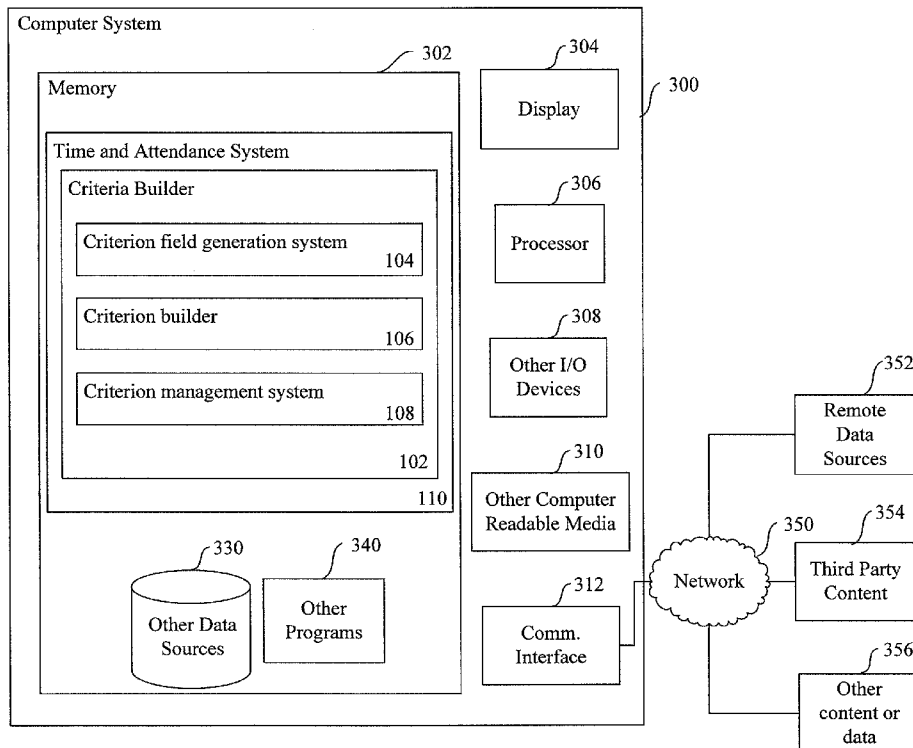 Computer System
302
Memory
Time and Attendance System
Criteria Builder
Criterion field generation system
104
Criterion builder
106
Criterion management system
108
102
110
330
Other Data
Sources
340
Other
Programs
304
Display
300
306
Processor
308
Other I/O
Devices
310
Other Computer
Readable Media
312
Comm.
Interface
350
Network
352
Remote
Data
Sources
354
Third Party
Content
356
Other
content or
data